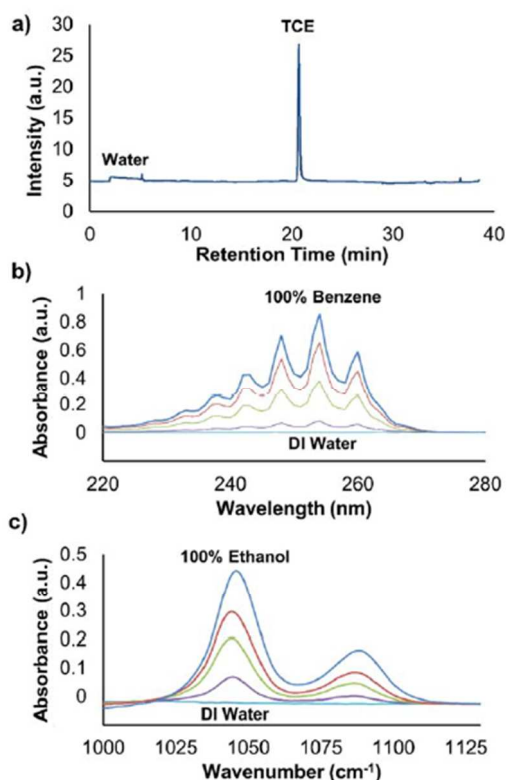 a)
TCE
30
25
20
15
10
5
0
Water
Intensity (a.u.)
0 10 20 30 40
Retention Time (min)
b)
100% Benzene
1
0.8
0.6
0.4
0.2
0
Absorbance (a.u.)
DI Water
220 240 260 280
Wavelength (nm)
c)
100% Ethanol
0.5
0.4
0.3
0.2
0.1
0
Absorbance (a.u.)
DI Water
1000 1025 1050 1075 1100 1125
Wavenumber (cm⁻¹)